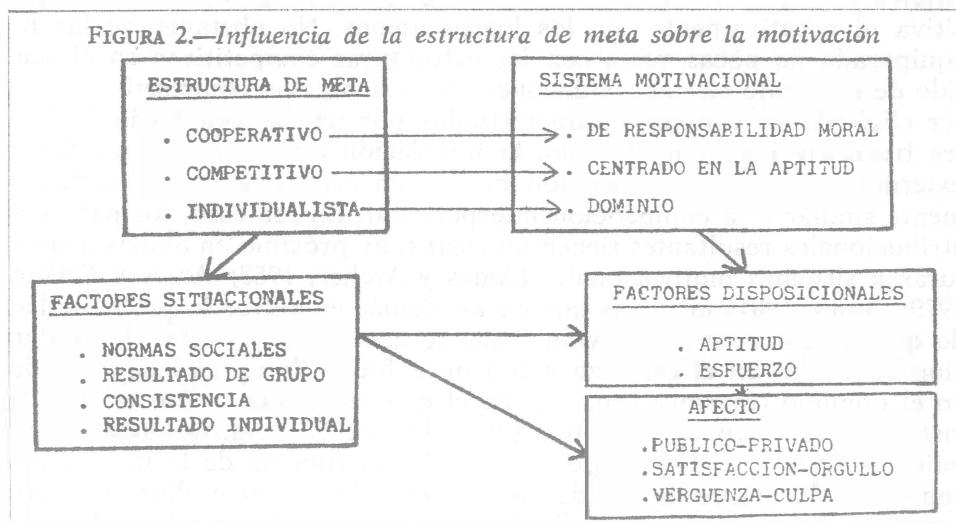 FIGURA 2.—Influencia de la estructura de meta sobre la motivación
ESTRUCTURA DE META
. COOPERATIVO
. COMPETITIVO
. INDIVIDUALISTA
SISTEMA MOTIVACIONAL
. DE RESPONSABILIDAD MORAL
. CENTRADO EN LA APTITUD
. DOMINIO
FACTORES SITUACIONALES
. NORMAS SOCIALES
. RESULTADO DE GRUPO
. CONSISTENCIA
. RESULTADO INDIVIDUAL
FACTORES DISPOSICIONALES
. APTITUD
. ESFUERZO
AFECTO
.PUBLICO-PRIVADO
.SATISFACCION-ORGULLO
.VERGUENZA-CULPA